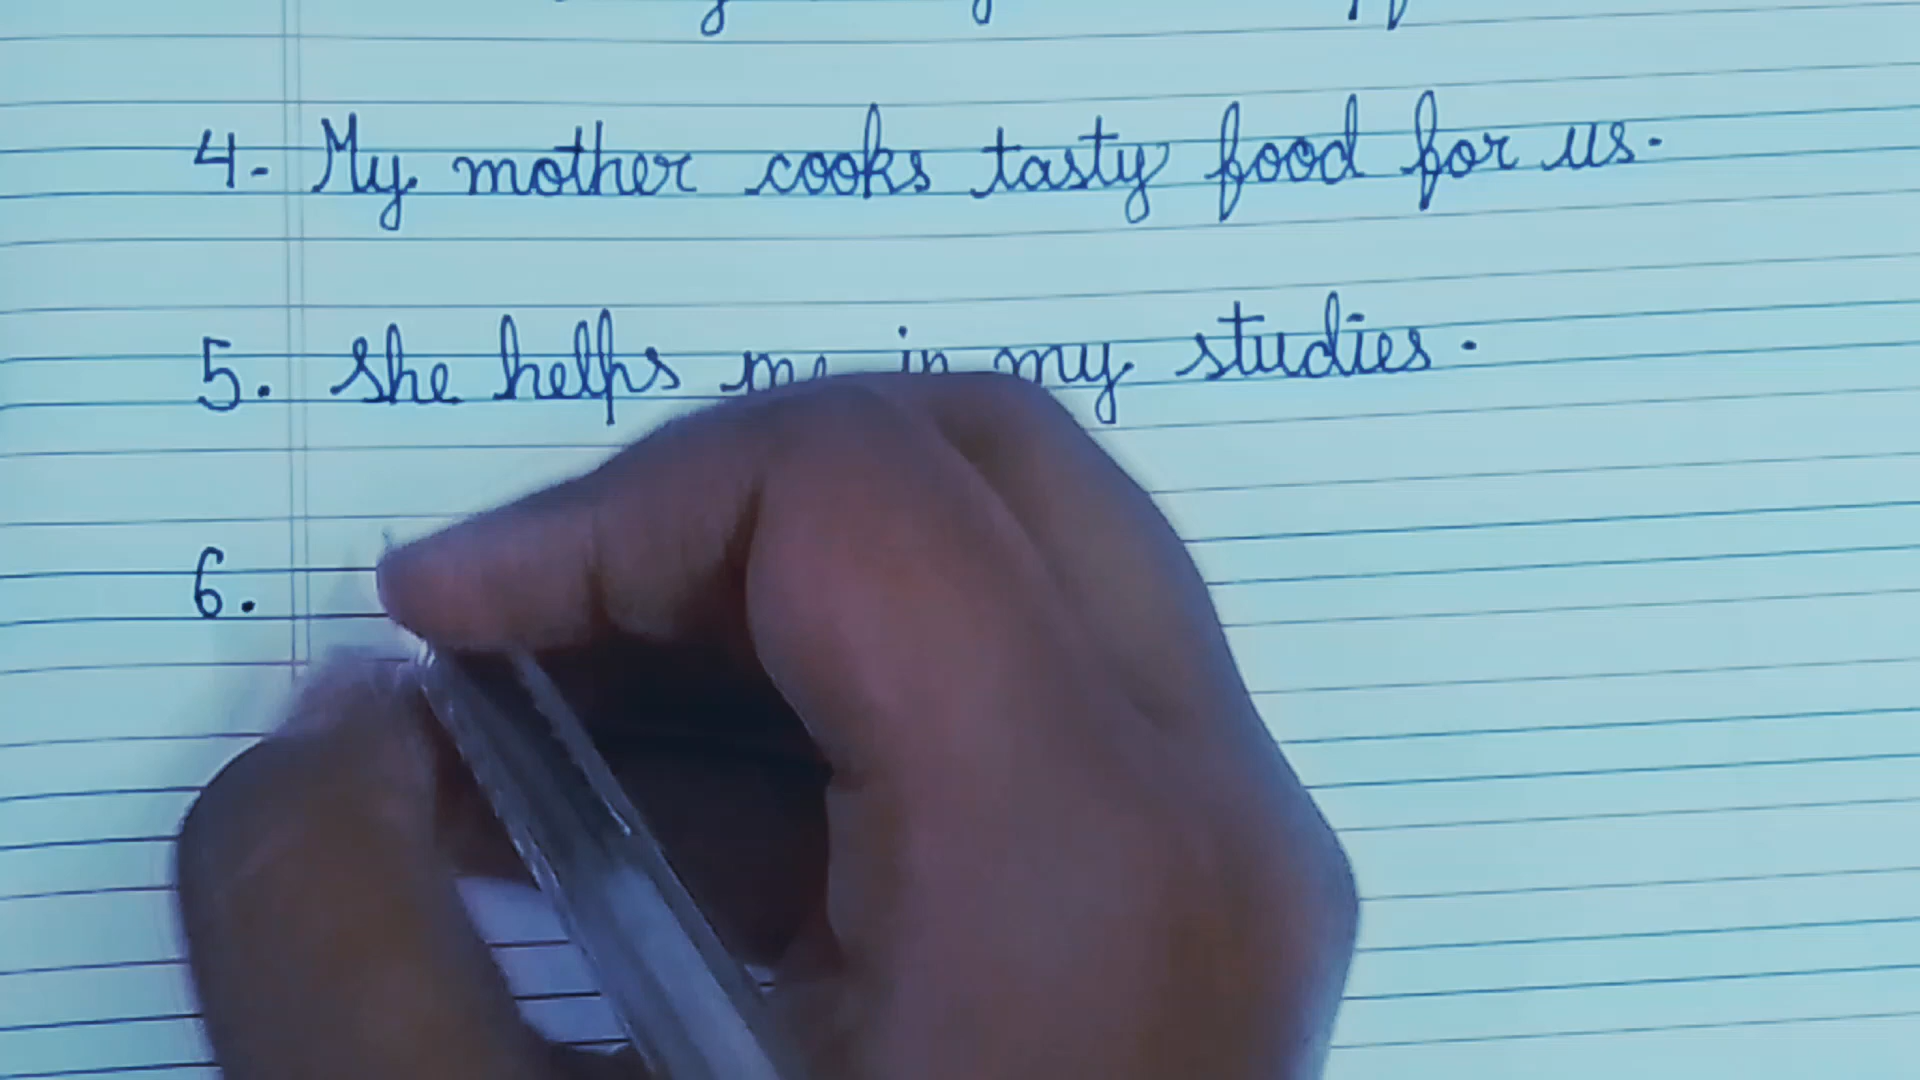 4. My mother cooks tasty food for us.
5. She helps me in my studies.
6.